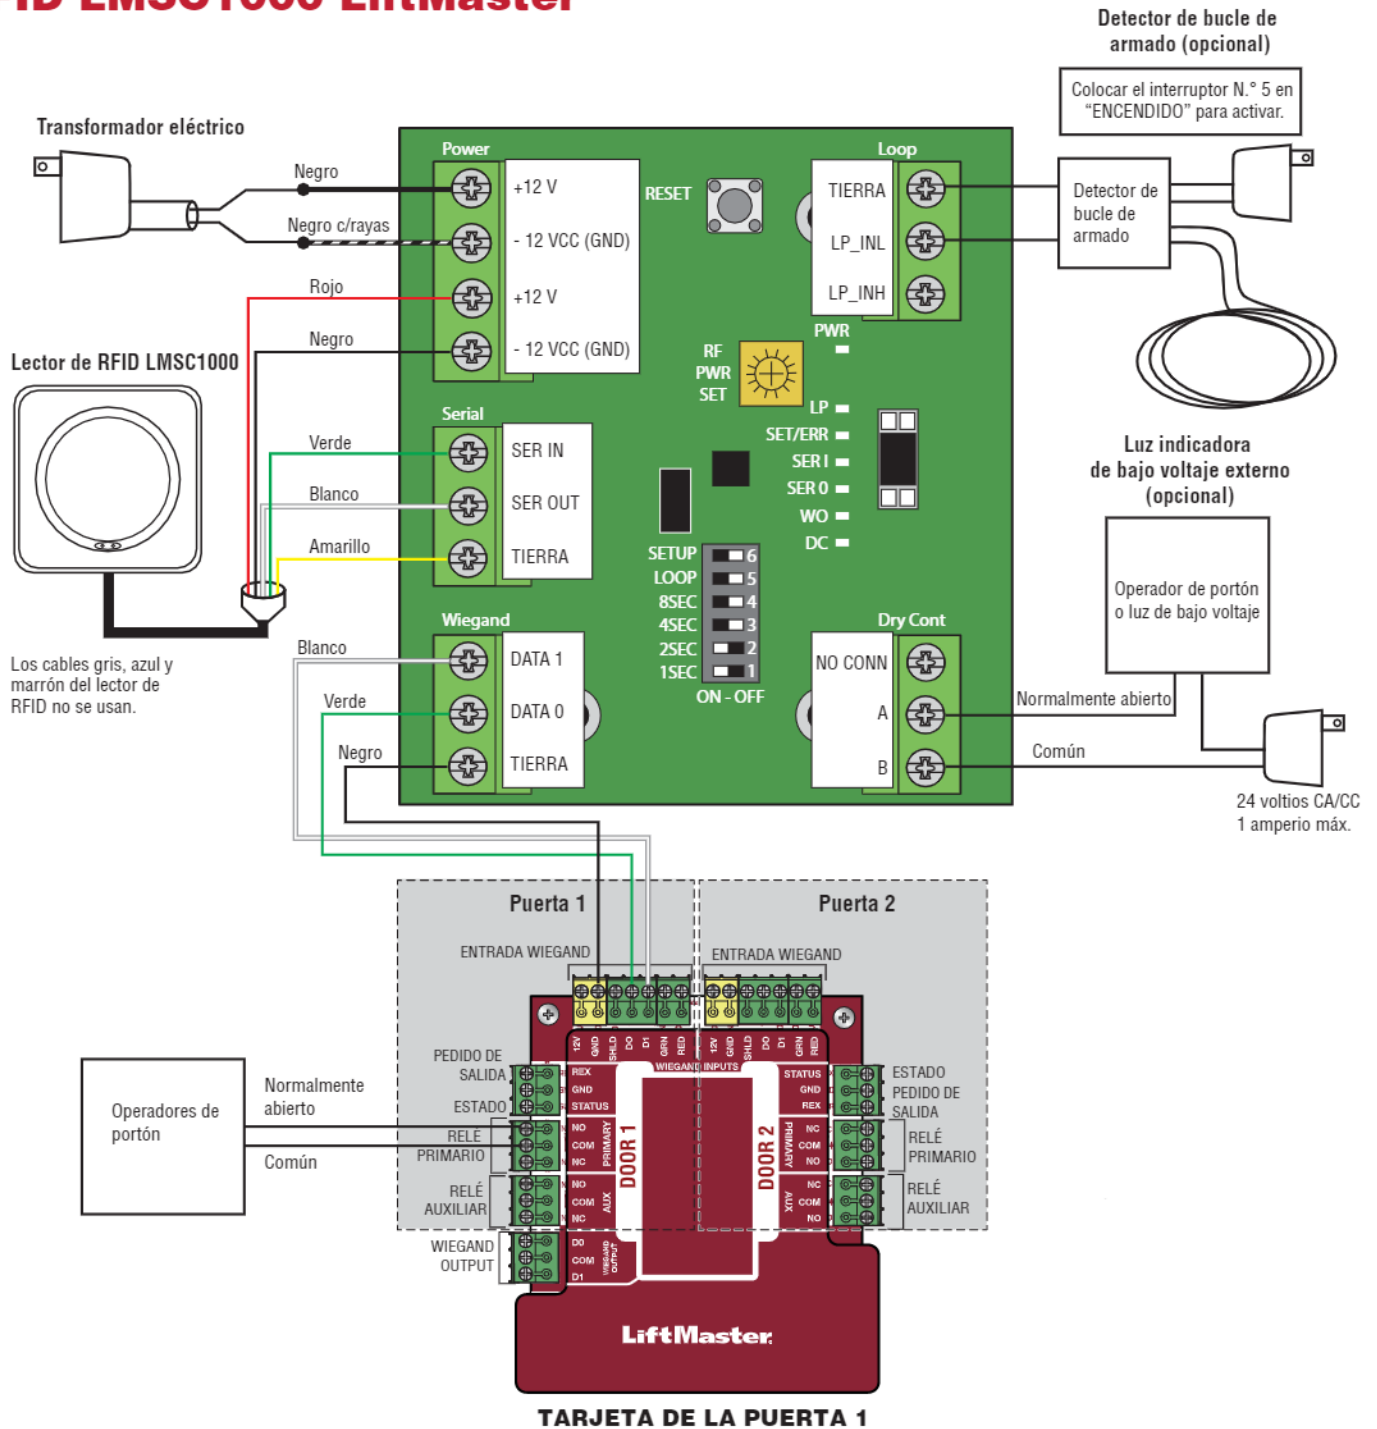 FID LMSC1000 LiftMaster
Detector de bucle de
armado (opcional)
Colocar el interruptor N.° 5 en
“ENCENDIDO” para activar.
Transformador eléctrico
Negro
Negro c/rayas
Rojo
Negro
Power
+12 V
- 12 VCC (GND)
+12 V
- 12 VCC (GND)
RESET
Loop
TIERRA
LP_INL
LP_INH
Detector de
bucle de
armado
PWR
RF
PWR
SET
LP
SET/ERR
SER I
SER 0
WO
DC
Lector de RFID LMSC1000
Serial
Verde
Blanco
Amarillo
SER IN
SER OUT
TIERRA
SETUP 6
LOOP 5
8SEC 4
4SEC 3
2SEC 2
1SEC 1
ON - OFF
Luz indicadora
de bajo voltaje externo
(opcional)
Operador de portón
o luz de bajo voltaje
Los cables gris, azul y
marrón del lector de
RFID no se usan.
Wiegand
Blanco
Verde
Negro
DATA 1
DATA 0
TIERRA
Dry Cont
NO CONN
A
B
Normalmente abierto
Común
24 voltios CA/CC
1 amperio máx.
Puerta 1
Puerta 2
ENTRADA WIEGAND
ENTRADA WIEGAND
12V GND SHLD D0 D1 GRN RED
12V GND SHLD D0 D1 GRN RED
WIEGAND INPUTS
PEDIDO DE
SALIDA
ESTADO
RELÉ
PRIMARIO
RELÉ
AUXILIAR
WIEGAND
OUTPUT
REX
GND
STATUS
NO
COM
NC
PRIMARY
NO
COM
NC
AUX
D0
COM
D1
WIEGAND
OUTPUT
DOOR 1
DOOR 2
STATUS
GND
REX
NC
COM
NO
PRIMARY
NC
COM
NO
AUX
ESTADO
PEDIDO DE
SALIDA
RELÉ
PRIMARIO
RELÉ
AUXILIAR
Operadores de
portón
Normalmente
abierto
Común
LiftMaster
TARJETA DE LA PUERTA 1